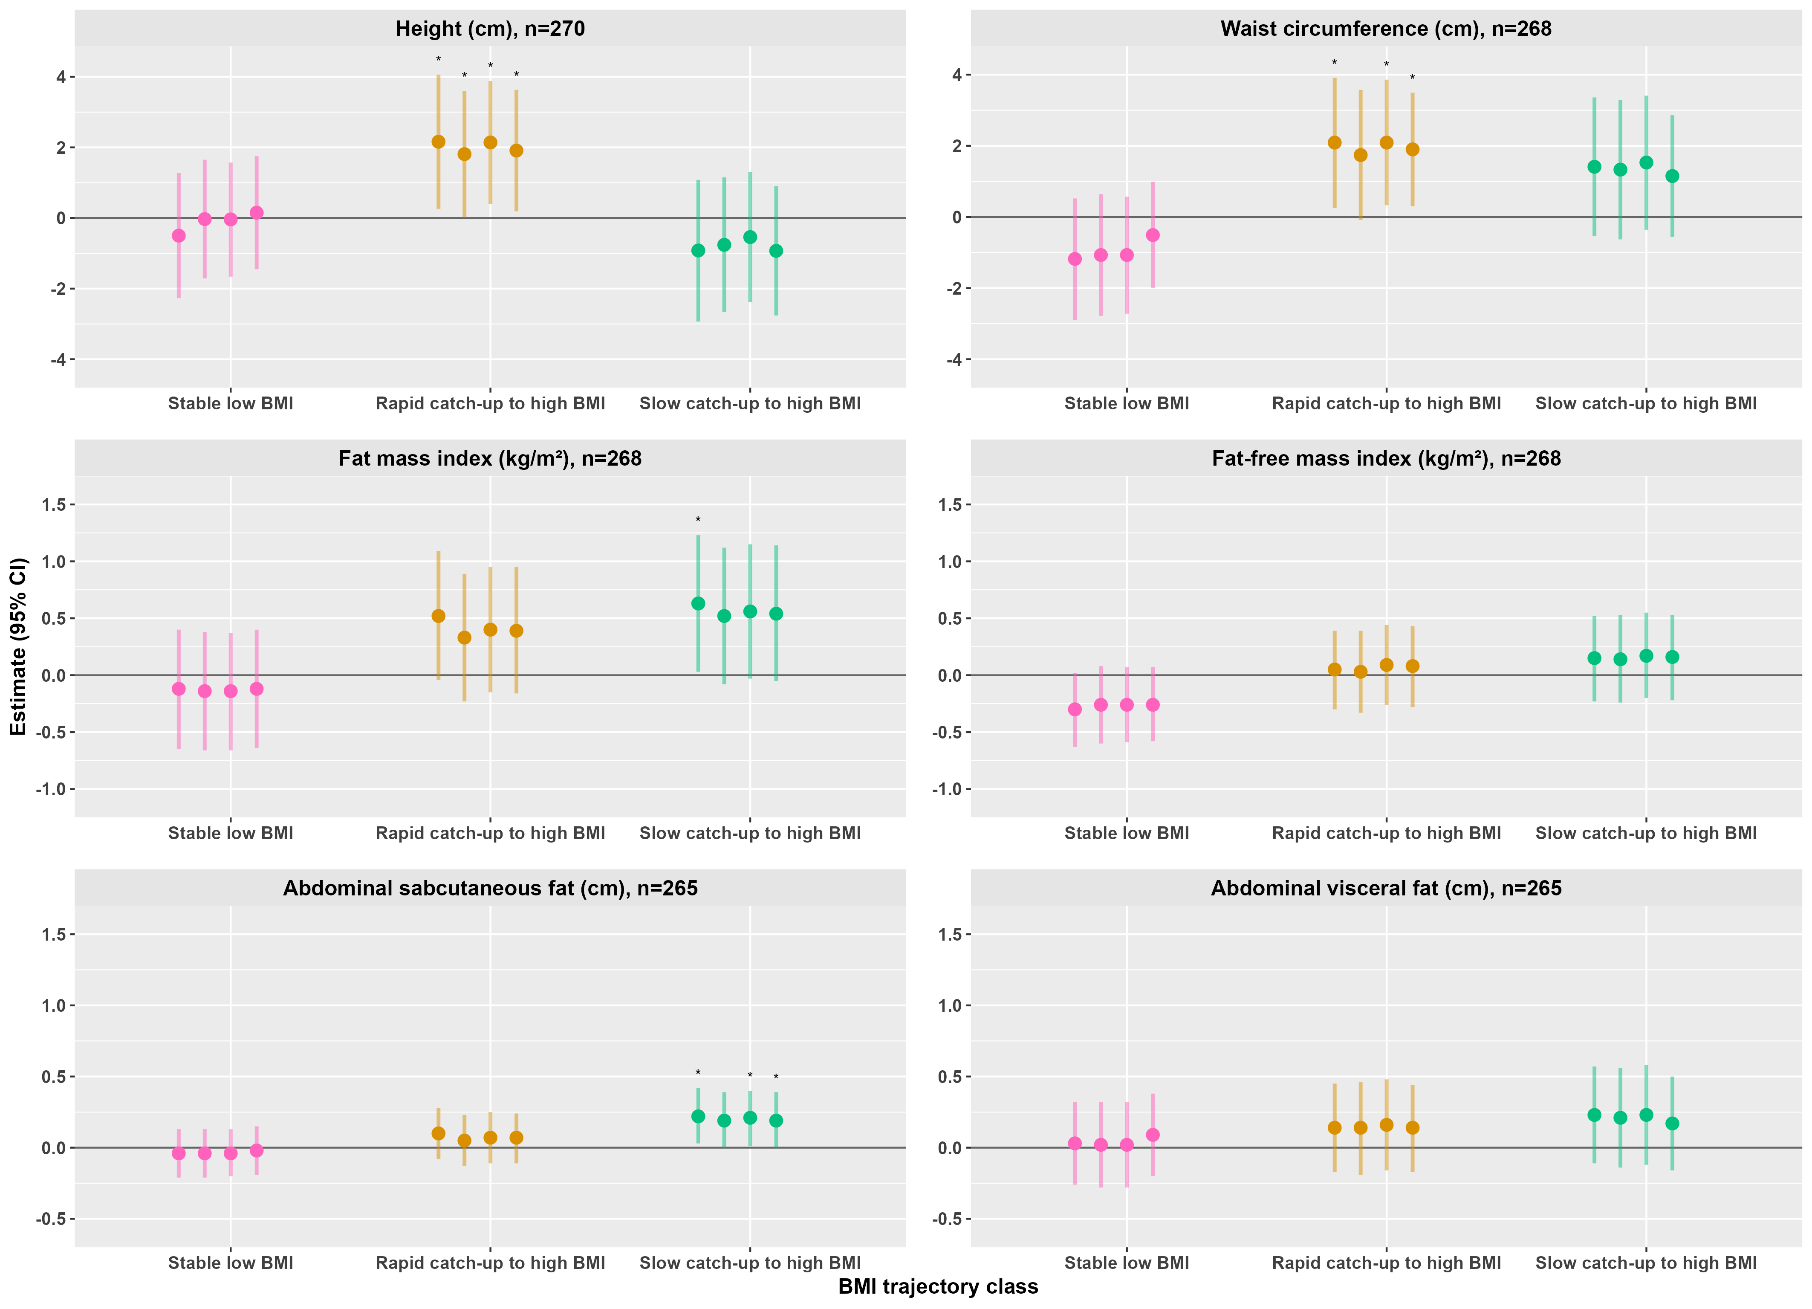 Height (cm), n=270
4
2
0
-2
-4
* * * *
Stable low BMI Rapid catch-up to high BMI Slow catch-up to high BMI
Waist circumference (cm), n=268
4
2
0
-2
-4
* * *
Stable low BMI Rapid catch-up to high BMI Slow catch-up to high BMI
Estimate (95% CI)
Fat mass index (kg/m²), n=268
1.5
1.0
0.5
0.0
-0.5
-1.0
*
Stable low BMI Rapid catch-up to high BMI Slow catch-up to high BMI
Fat-free mass index (kg/m²), n=268
1.5
1.0
0.5
0.0
-0.5
-1.0
Stable low BMI Rapid catch-up to high BMI Slow catch-up to high BMI
Abdominal sabcutaneous fat (cm), n=265
1.5
1.0
0.5
0.0
-0.5
* * *
Stable low BMI Rapid catch-up to high BMI Slow catch-up to high BMI
Abdominal visceral fat (cm), n=265
1.5
1.0
0.5
0.0
-0.5
Stable low BMI Rapid catch-up to high BMI Slow catch-up to high BMI
BMI trajectory class